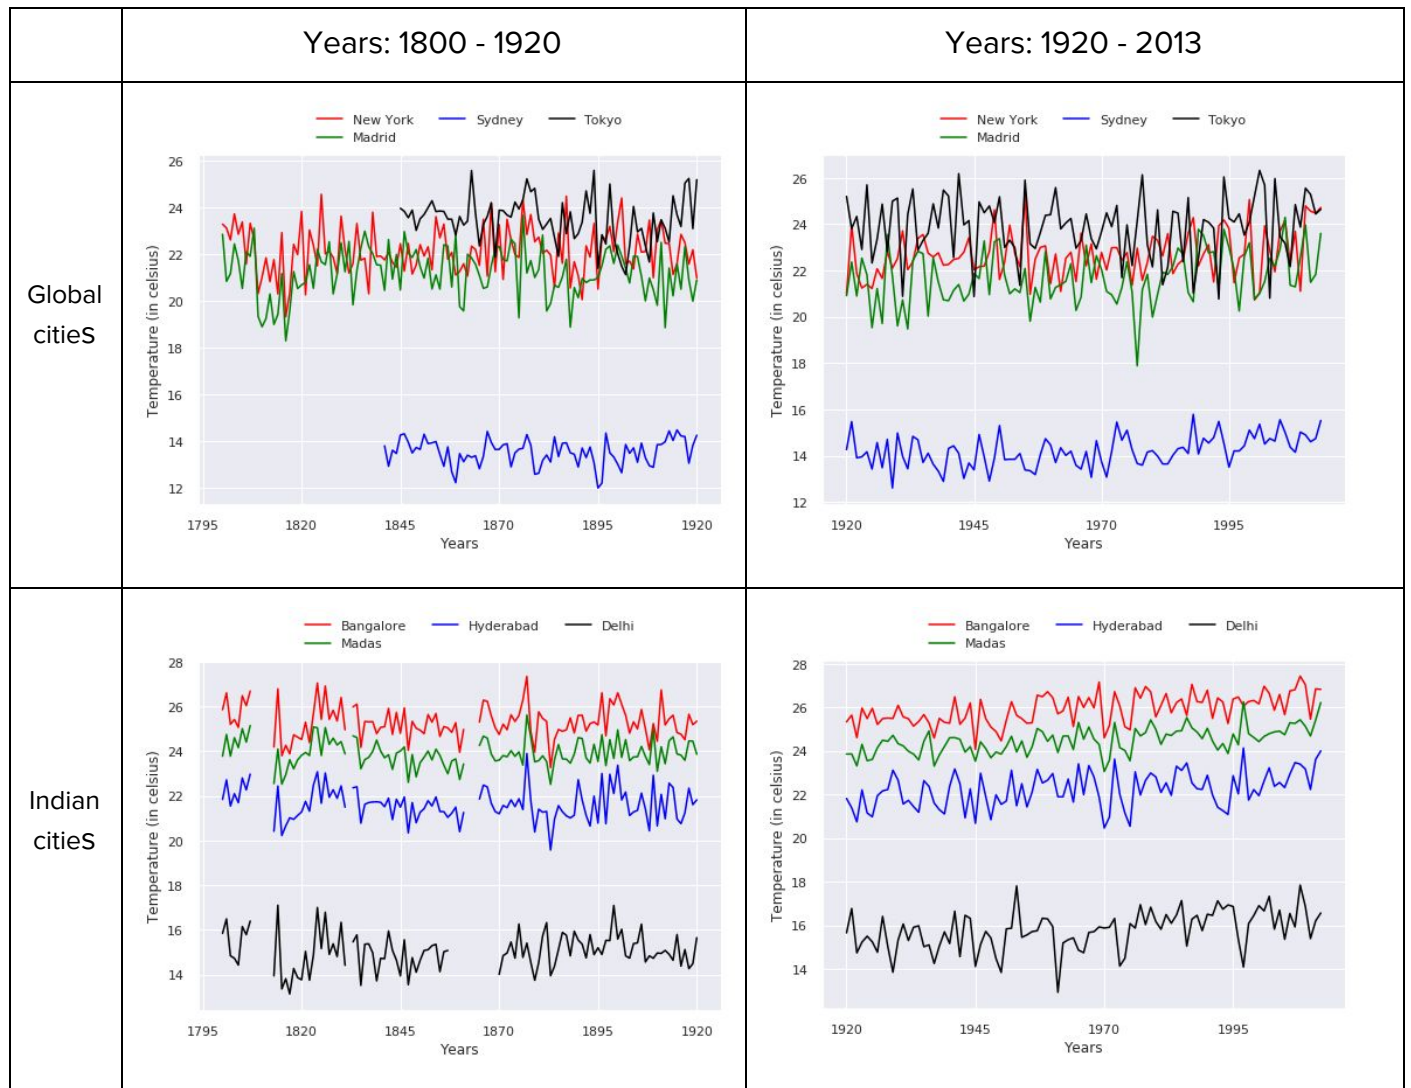 Years: 1800 - 1920
Years: 1920 - 2013
Global
citieS
New York Sydney Tokyo
Madrid
26
24
22
20
18
16
14
12
Temperature (in celsius)
1795 1820 1845 1870 1895 1920
Years
New York Sydney Tokyo
Madrid
26
24
22
20
18
16
14
12
Temperature (in celsius)
1920 1945 1970 1995
Years
Indian
citieS
Bangalore Hyderabad Delhi
Madas
28
26
24
22
20
18
16
14
Temperature (in celsius)
1795 1820 1845 1870 1895 1920
Years
Bangalore Hyderabad Delhi
Madas
28
26
24
22
20
18
16
14
Temperature (in celsius)
1920 1945 1970 1995
Years